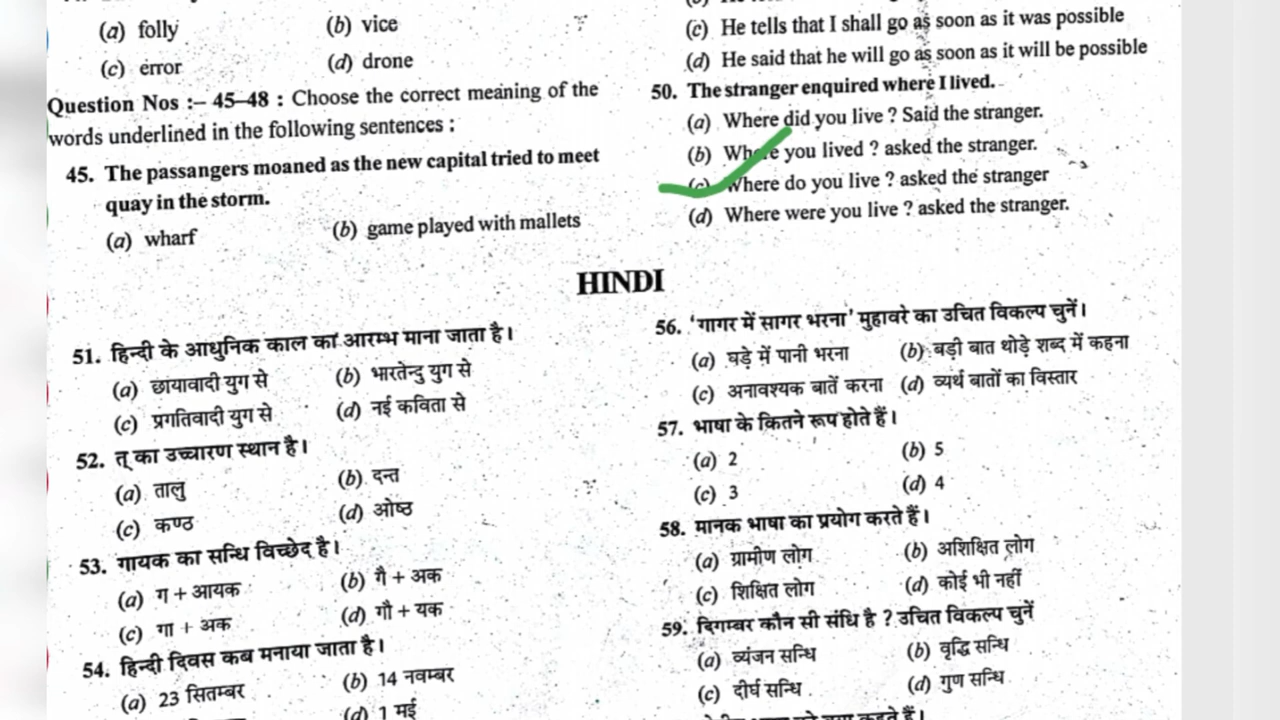 (a) folly (b) vice
(c) error (d) drone
Question Nos :– 45–48 : Choose the correct meaning of the
words underlined in the following sentences :
45. The passengers moaned as the new capital tried to meet
quay in the storm.
(a) wharf (b) game played with mallets
(c) He tells that I shall go as soon as it was possible
(d) He said that he will go as soon as it will be possible
50. The stranger enquired where I lived.
(a) Where did you live ? Said the stranger.
(b) Where you lived ? asked the stranger.
(c) Where do you live ? asked the stranger
(d) Where were you live ? asked the stranger.
HINDI
51. हिन्दी के आधुनिक काल का आरम्भ माना जाता है।
(a) छायावादी युग से (b) भारतेन्दु युग से
(c) प्रगतिवादी युग से (d) नई कविता से
52. त् का उच्चारण स्थान है।
(a) तालु (b) दन्त
(c) कण्ठ (d) ओष्ठ
53. गायक का सन्धि विच्छेद है।
(a) ग + आयक (b) गै + अक
(c) गा + अक (d) गौ + यक
54. हिन्दी दिवस कब मनाया जाता है।
(a) 23 सितम्बर (b) 14 नवम्बर
(d) 1 मई
56. 'गागर में सागर भरना' मुहावरे का उचित विकल्प चुनें।
(a) घड़े में पानी भरना (b) बड़ी बात थोड़े शब्द में कहना
(c) अनावश्यक बातें करना (d) व्यर्थ बातों का विस्तार
57. भाषा के कितने रूप होते हैं।
(a) 2 (b) 5
(c) 3 (d) 4
58. मानक भाषा का प्रयोग करते हैं।
(a) ग्रामीण लोग (b) अशिक्षित लोग
(c) शिक्षित लोग (d) कोई भी नहीं
59. दिगम्बर कौन सी संधि है ? उचित विकल्प चुनें
(a) व्यंजन सन्धि (b) वृद्धि सन्धि
(c) दीर्घ सन्धि (d) गुण सन्धि